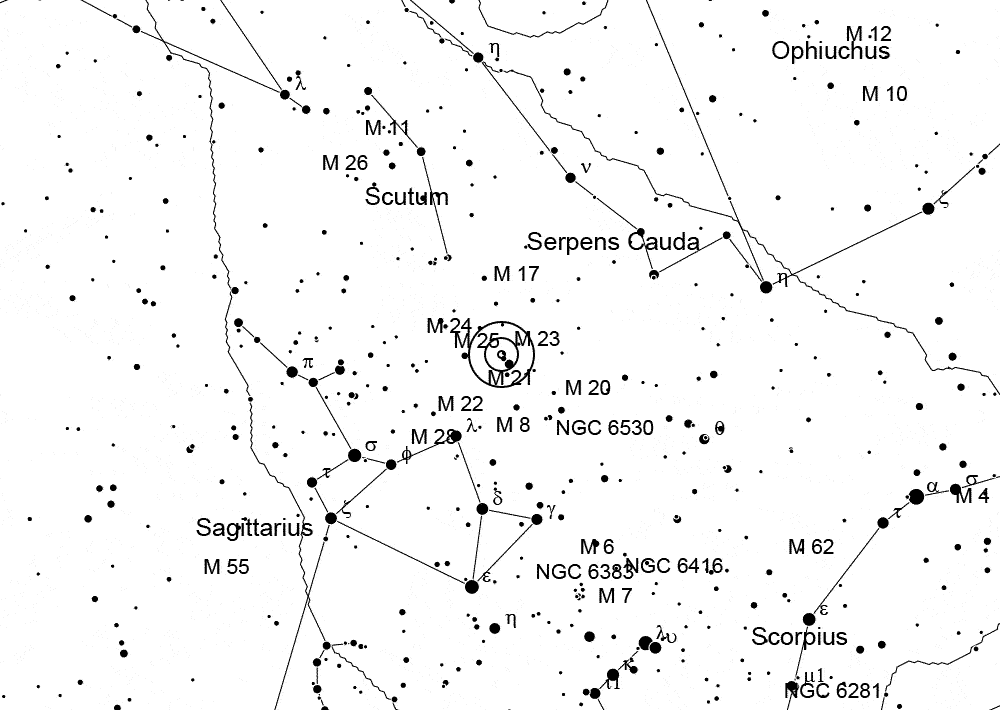 η
M 12
Ophiuchus
λ
M 10
M 11
M 26
ν
Scutum
ζ
Serpens Cauda
M 17
η
M 24
M 25
M 23
π
M 21
M 20
M 22
λ
M 8
NGC 6530
θ
M 28
σ
φ
τ
α
σ
M 4
δ
ζ
γ
τ
Sagittarius
M 6
M 62
M 55
NGC 6383
NGC 6416
ε
M 7
ε
η
Scorpius
λ
υ
κ
ι1
μ1
NGC 6281